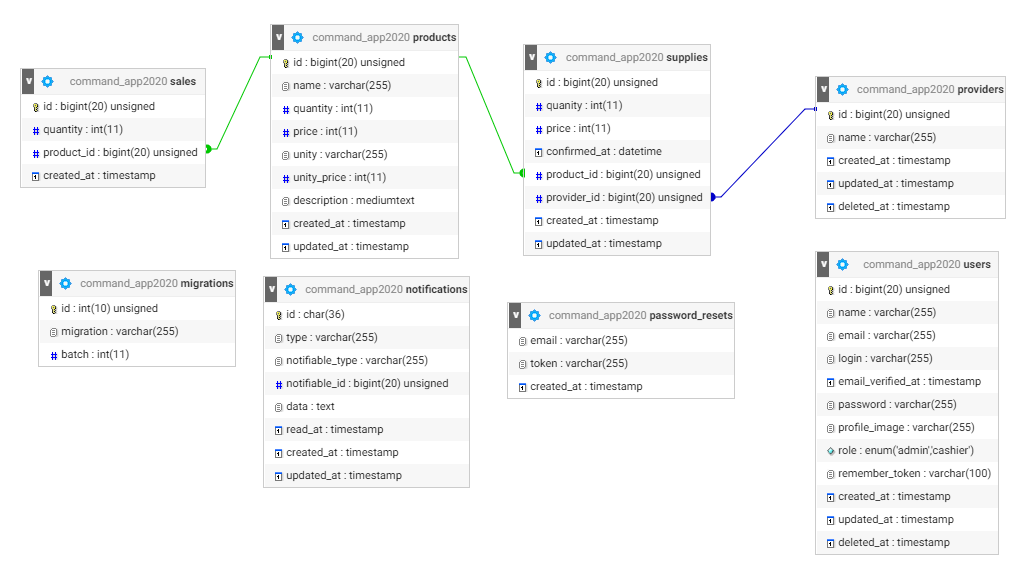 v command_app2020 sales
id : bigint(20) unsigned
quantity : int(11)
product_id : bigint(20) unsigned
created_at : timestamp
v command_app2020 products
id : bigint(20) unsigned
name : varchar(255)
quantity : int(11)
price : int(11)
unity : varchar(255)
unity_price : int(11)
description : mediumtext
created_at : timestamp
updated_at : timestamp
v command_app2020 supplies
id : bigint(20) unsigned
quanity : int(11)
price : int(11)
confirmed_at : datetime
product_id : bigint(20) unsigned
provider_id : bigint(20) unsigned
created_at : timestamp
updated_at : timestamp
v command_app2020 providers
id : bigint(20) unsigned
name : varchar(255)
created_at : timestamp
updated_at : timestamp
deleted_at : timestamp
v command_app2020 migrations
id : int(10) unsigned
migration : varchar(255)
batch : int(11)
v command_app2020 notifications
id : char(36)
type : varchar(255)
notifiable_type : varchar(255)
notifiable_id : bigint(20) unsigned
data : text
read_at : timestamp
created_at : timestamp
updated_at : timestamp
v command_app2020 password_resets
email : varchar(255)
token : varchar(255)
created_at : timestamp
v command_app2020 users
id : bigint(20) unsigned
name : varchar(255)
email : varchar(255)
login : varchar(255)
email_verified_at : timestamp
password : varchar(255)
profile_image : varchar(255)
role : enum('admin','cashier')
remember_token : varchar(100)
created_at : timestamp
updated_at : timestamp
deleted_at : timestamp